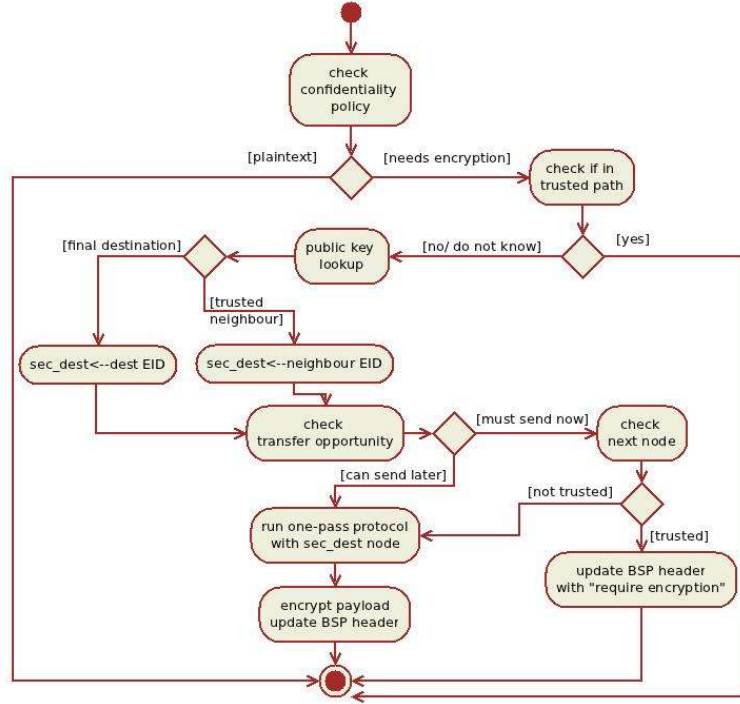 check
confidentiality
policy
[plaintext]
[needs encryption]
check if in
trusted path
[final destination]
public key
lookup
[no/ do not know]
[yes]
[trusted
neighbour]
sec_dest<--dest EID
sec_dest<--neighbour EID
check
transfer opportunity
[must send now]
check
next node
[can send later]
[not trusted]
run one-pass protocol
with sec_dest node
[trusted]
update BSP header
with "require encryption"
encrypt payload
update BSP header